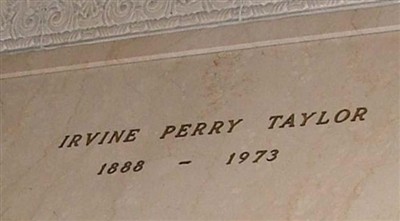 IRVINE PERRY TAYLOR
1888 - 1973